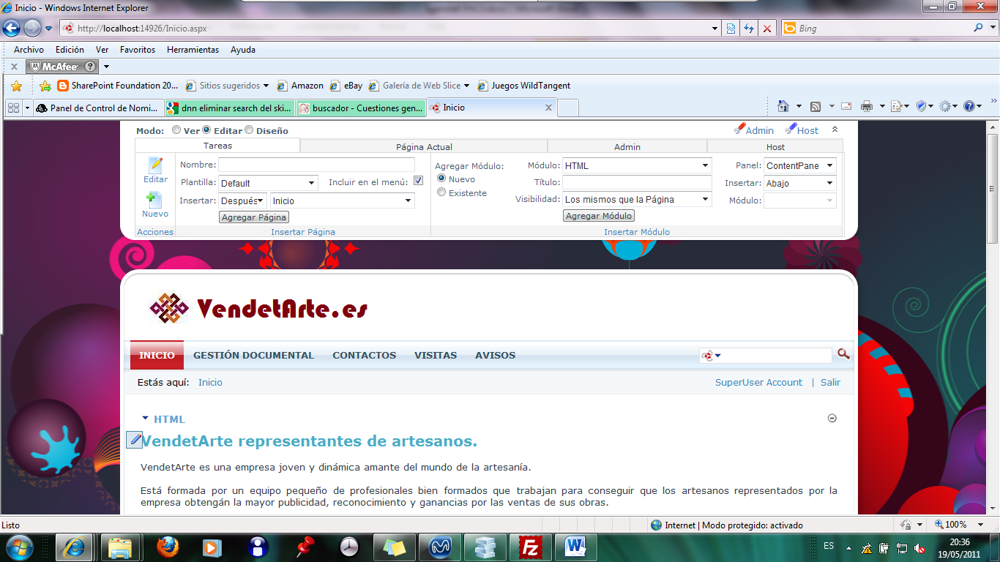 Inicio - Windows Internet Explorer
http://localhost:14926/Inicio.aspx
Bing
Archivo Edición Ver Favoritos Herramientas Ayuda
x McAfee ?
SharePoint Foundation 20... Sitios sugeridos Amazon eBay Galería de Web Slice Juegos WildTangent
Panel de Control de Nomi... dnn eliminar search del ski... buscador - Cuestiones gen... Inicio x
Modo: Ver Editar Diseño Admin Host
Tareas Página Actual Admin Host
Nombre: Agregar Módulo: Módulo: HTML Panel: ContentPane
Editar Plantilla: Default Incluir en el menú: Nuevo Título: Insertar: Abajo
Insertar: Después Inicio Existente Visibilidad: Los mismos que la Página Módulo:
Nuevo Agregar Página Agregar Módulo
Acciones Insertar Página Insertar Módulo
VendetArte.es
INICIO GESTIÓN DOCUMENTAL CONTACTOS VISITAS AVISOS
Estás aquí: Inicio SuperUser Account | Salir
HTML
VendetArte representantes de artesanos.
VendetArte es una empresa joven y dinámica amante del mundo de la artesanía.
Está formada por un equipo pequeño de profesionales bien formados que trabajan para conseguir que los artesanos representados por la
empresa obtengán la mayor publicidad, reconocimiento y ganancias por las ventas de sus obras.
Listo Internet | Modo protegido: activado 100%
ES 20:36
19/05/2011